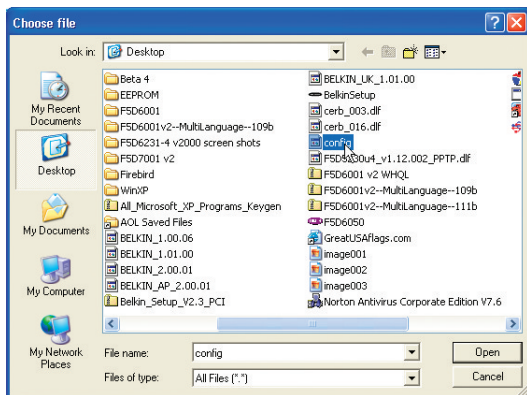 Choose file
Look in:
Desktop
My Recent
Documents
Desktop
My Documents
My Computer
My Network
Places
Beta 4
EEPROM
F5D6001
F5D6001v2--MultiLanguage--109b
F5D6231-4 v2000 screen shots
F5D7001 v2
Firebird
WinXP
All_Microsoft_XP_Programs_Keygen
AOL Saved Files
BELKIN_1.00.06
BELKIN_1.01.00
BELKIN_2.00.01
BELKIN_AP_2.00.01
Belkin_Setup_V2.3_PCI
BELKIN_UK_1.01.00
BelkinSetup
cerb_003.dlf
cerb_016.dlf
config
v1.12.002_PPTP.dlf
F5D6001 v2 WHQL
F5D6001v2--MultiLanguage--109b
F5D6001v2--MultiLanguage--111b
F5D6050
GreatUSAflags.com
image001
image002
image003
Norton Antivirus Corporate Edition V7.6
File name:
config
Open
Files of type:
All Files (*.*)
Cancel